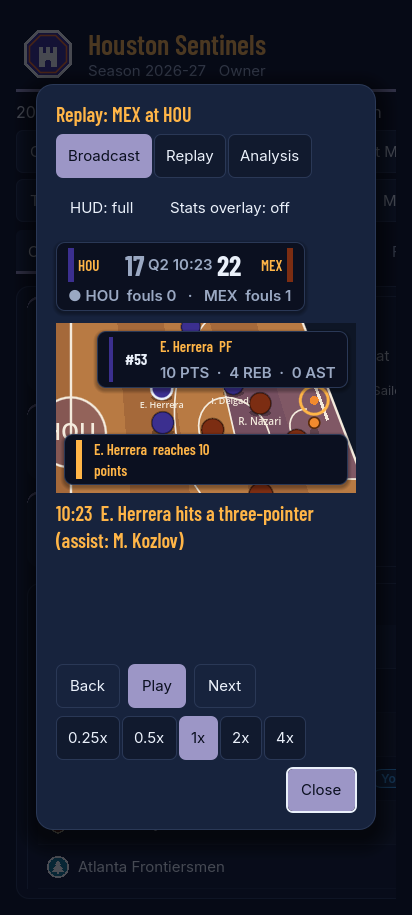 Houston Sentinels
Season 2026-27 Owner
Replay: MEX at HOU
Broadcast Replay Analysis
HUD: full Stats overlay: off
HOU 17 Q2 10:23 22 MEX
HOU fouls 0 · MEX fouls 1
#53 E. Herrera PF
10 PTS · 4 REB · 0 AST
E. Herrera
R. Nazari
HOU
E. Herrera reaches 10
points
10:23 E. Herrera hits a three-pointer
(assist: M. Kozlov)
Back Play Next
0.25x 0.5x 1x 2x 4x
Close
Atlanta Frontiersmen